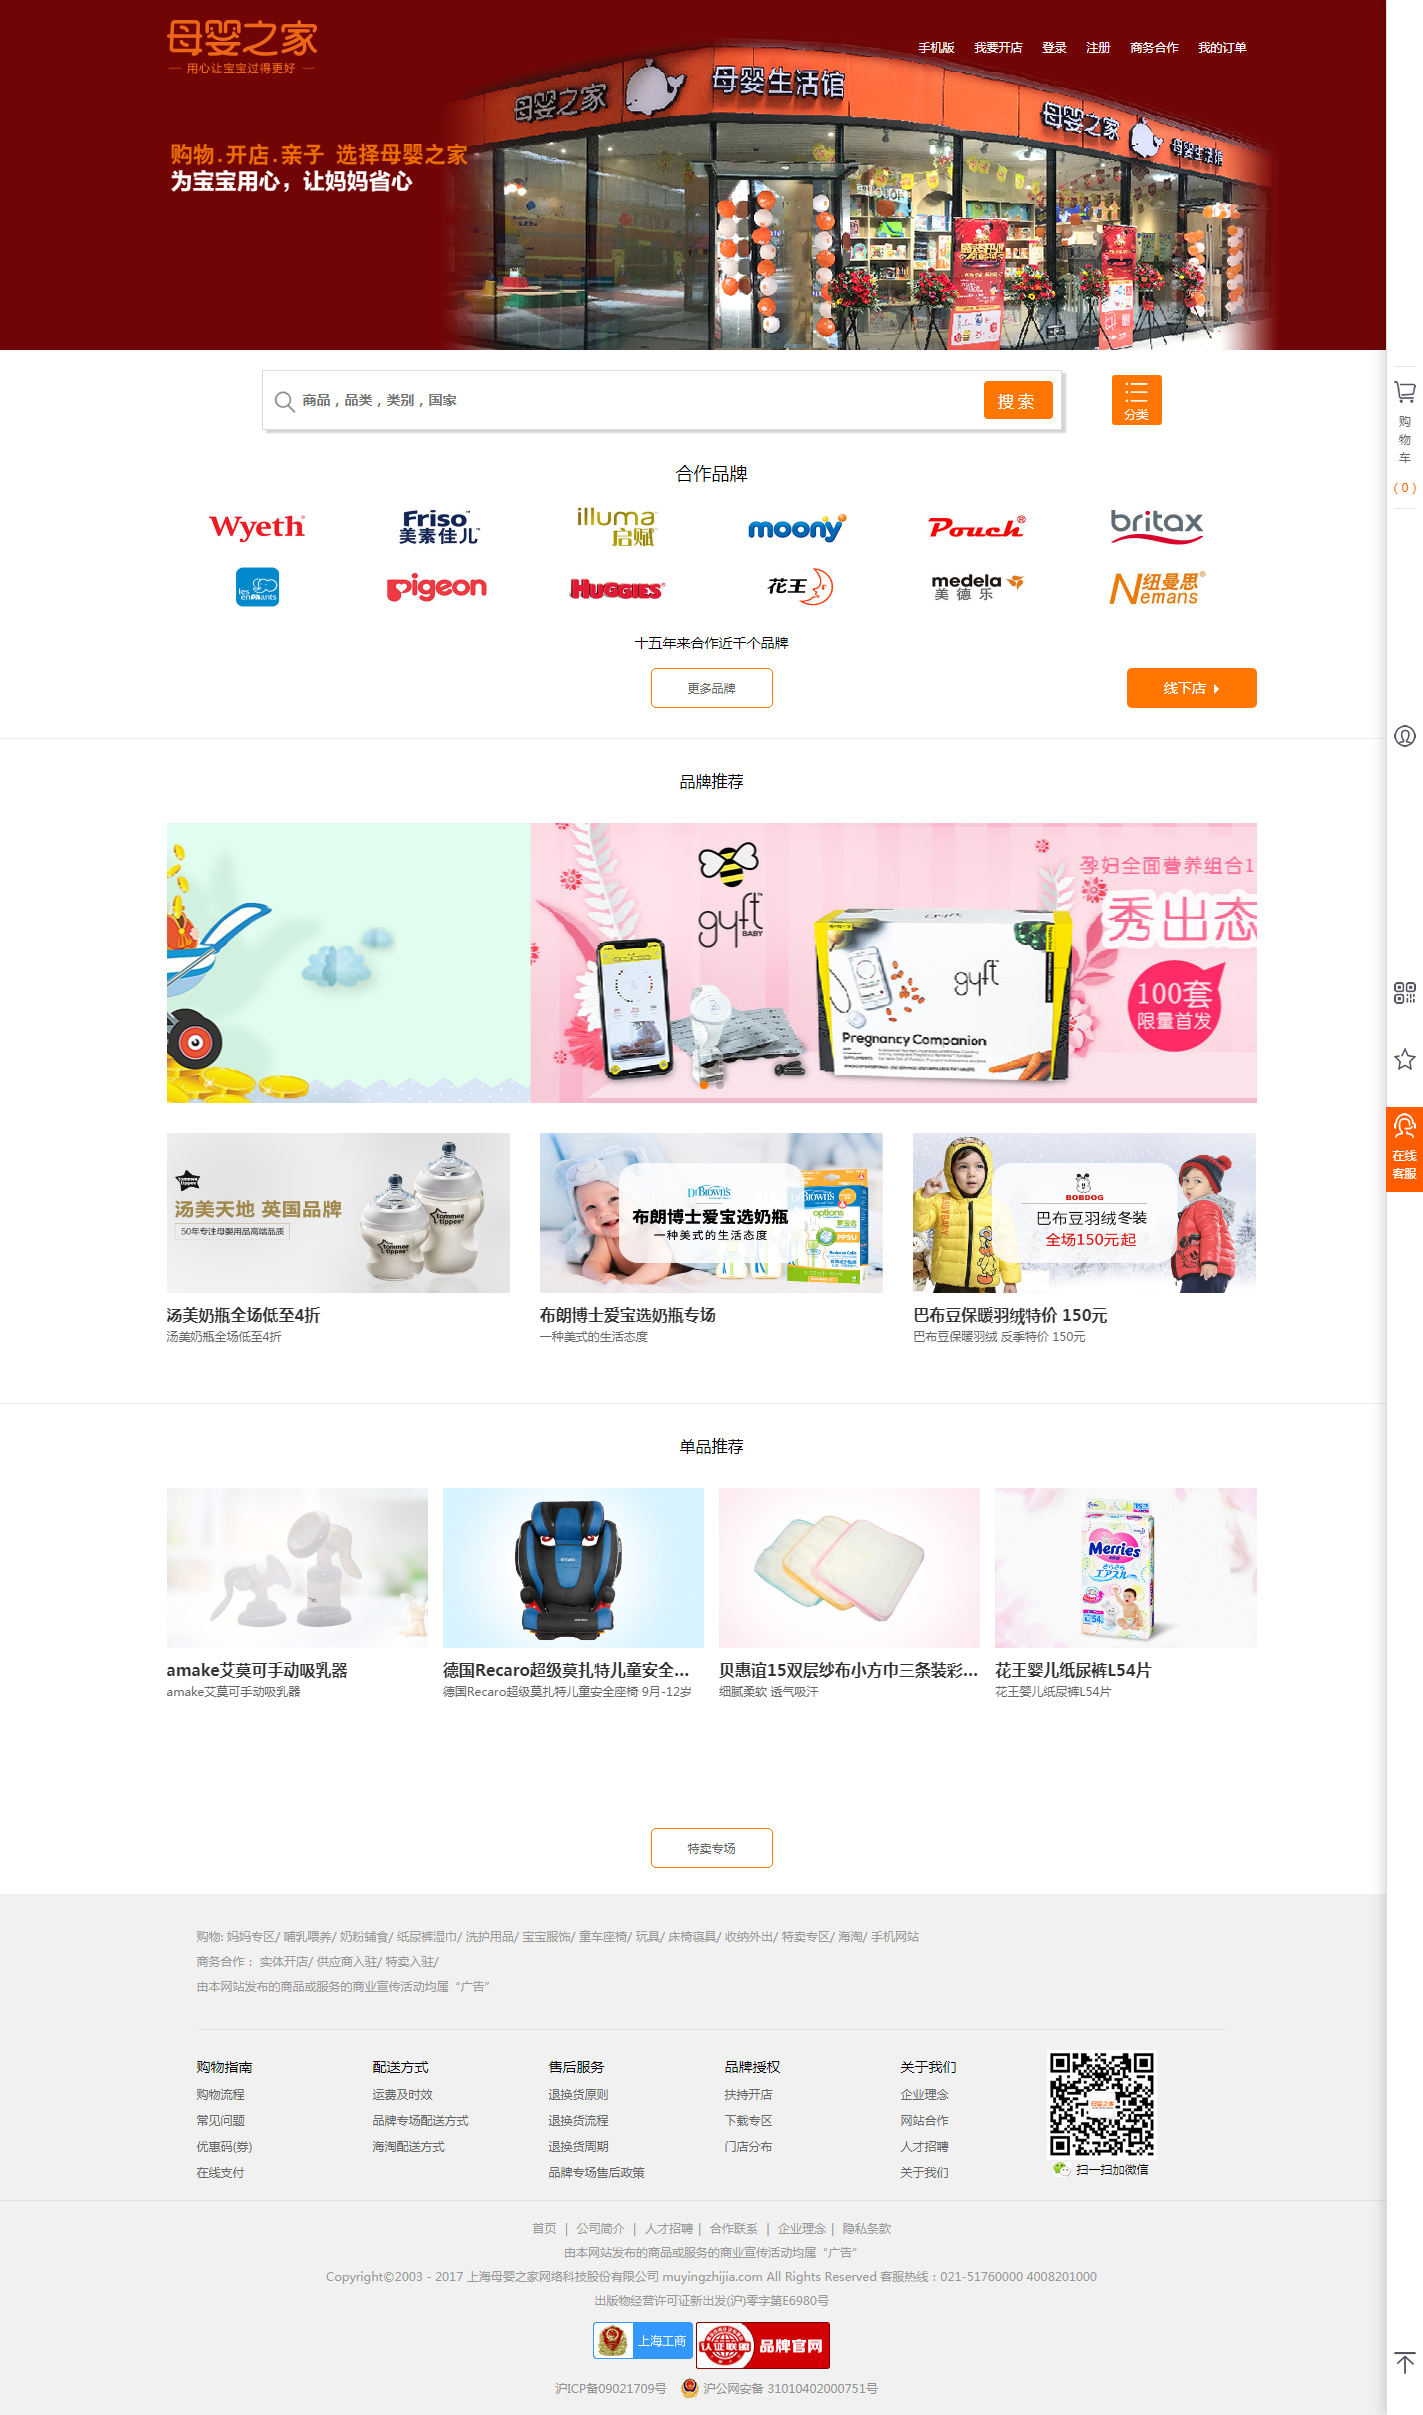 母婴之家
用心让宝宝过得更好
手机版 我要开店 登录 注册 商务合作 我的订单
母婴之家 母婴生活馆 母婴之家 母婴生活馆
购物.开店.亲子 选择母婴之家
为宝宝用心，让妈妈省心
商品，品类，类别，国家
搜索
分类
购
物
车
( 0 )
合作品牌
Wyeth
Friso
美素佳儿
illuma
启赋
moony
Pouch
britax
les enphants
Pigeon
HUGGIES
花王
medela
美德乐
纽曼思
Nemans
十五年来合作近千个品牌
更多品牌
线下店
品牌推荐
gyft
BABY
孕妇全面营养组合1
秀出态
gyft
gyft
Pregnancy Companion
100套
限量首发
在线
客服
tommee tippee
汤美天地 英国品牌
50年专注母婴用品高端品质
tommee tippee
tommee tippee
Dr Brown's
布朗博士爱宝选奶瓶
一种美式的生活态度
options
PPSU
BOBDOG
巴布豆羽绒冬装
全场150元起
汤美奶瓶全场低至4折
汤美奶瓶全场低至4折
布朗博士爱宝选奶瓶专场
一种美式的生活态度
巴布豆保暖羽绒特价 150元
巴布豆保暖羽绒 反季特价 150元
单品推荐
RECARO
Merries
エアスルー
54
amake艾莫可手动吸乳器
amake艾莫可手动吸乳器
德国Recaro超级莫扎特儿童安全...
德国Recaro超级莫扎特儿童安全座椅 9月-12岁
贝惠谊15双层纱布小方巾三条装彩...
细腻柔软 透气吸汗
花王婴儿纸尿裤L54片
花王婴儿纸尿裤L54片
特卖专场
购物: 妈妈专区/ 哺乳喂养/ 奶粉辅食/ 纸尿裤湿巾/ 洗护用品/ 宝宝服饰/ 童车座椅/ 玩具/ 床椅寝具/ 收纳外出/ 特卖专区/ 海淘/ 手机网站
商务合作： 实体开店/ 供应商入驻/ 特卖入驻/
由本网站发布的商品或服务的商业宣传活动均属“广告”
购物指南
购物流程
常见问题
优惠码(券)
在线支付
配送方式
运费及时效
品牌专场配送方式
海淘配送方式
售后服务
退换货原则
退换货流程
退换货周期
品牌专场售后政策
品牌授权
扶持开店
下载专区
门店分布
关于我们
企业理念
网站合作
人才招聘
关于我们
母婴之家
扫一扫加微信
首页 | 公司简介 | 人才招聘 | 合作联系 | 企业理念 | 隐私条款
由本网站发布的商品或服务的商业宣传活动均属“广告”
Copyright©2003 - 2017 上海母婴之家网络科技股份有限公司 muyingzhijia.com All Rights Reserved 客服热线：021-51760000 4008201000
出版物经营许可证新出发(沪)零字第E6980号
上海工商
认证联盟
品牌官网
沪ICP备09021709号 沪公网安备 31010402000751号